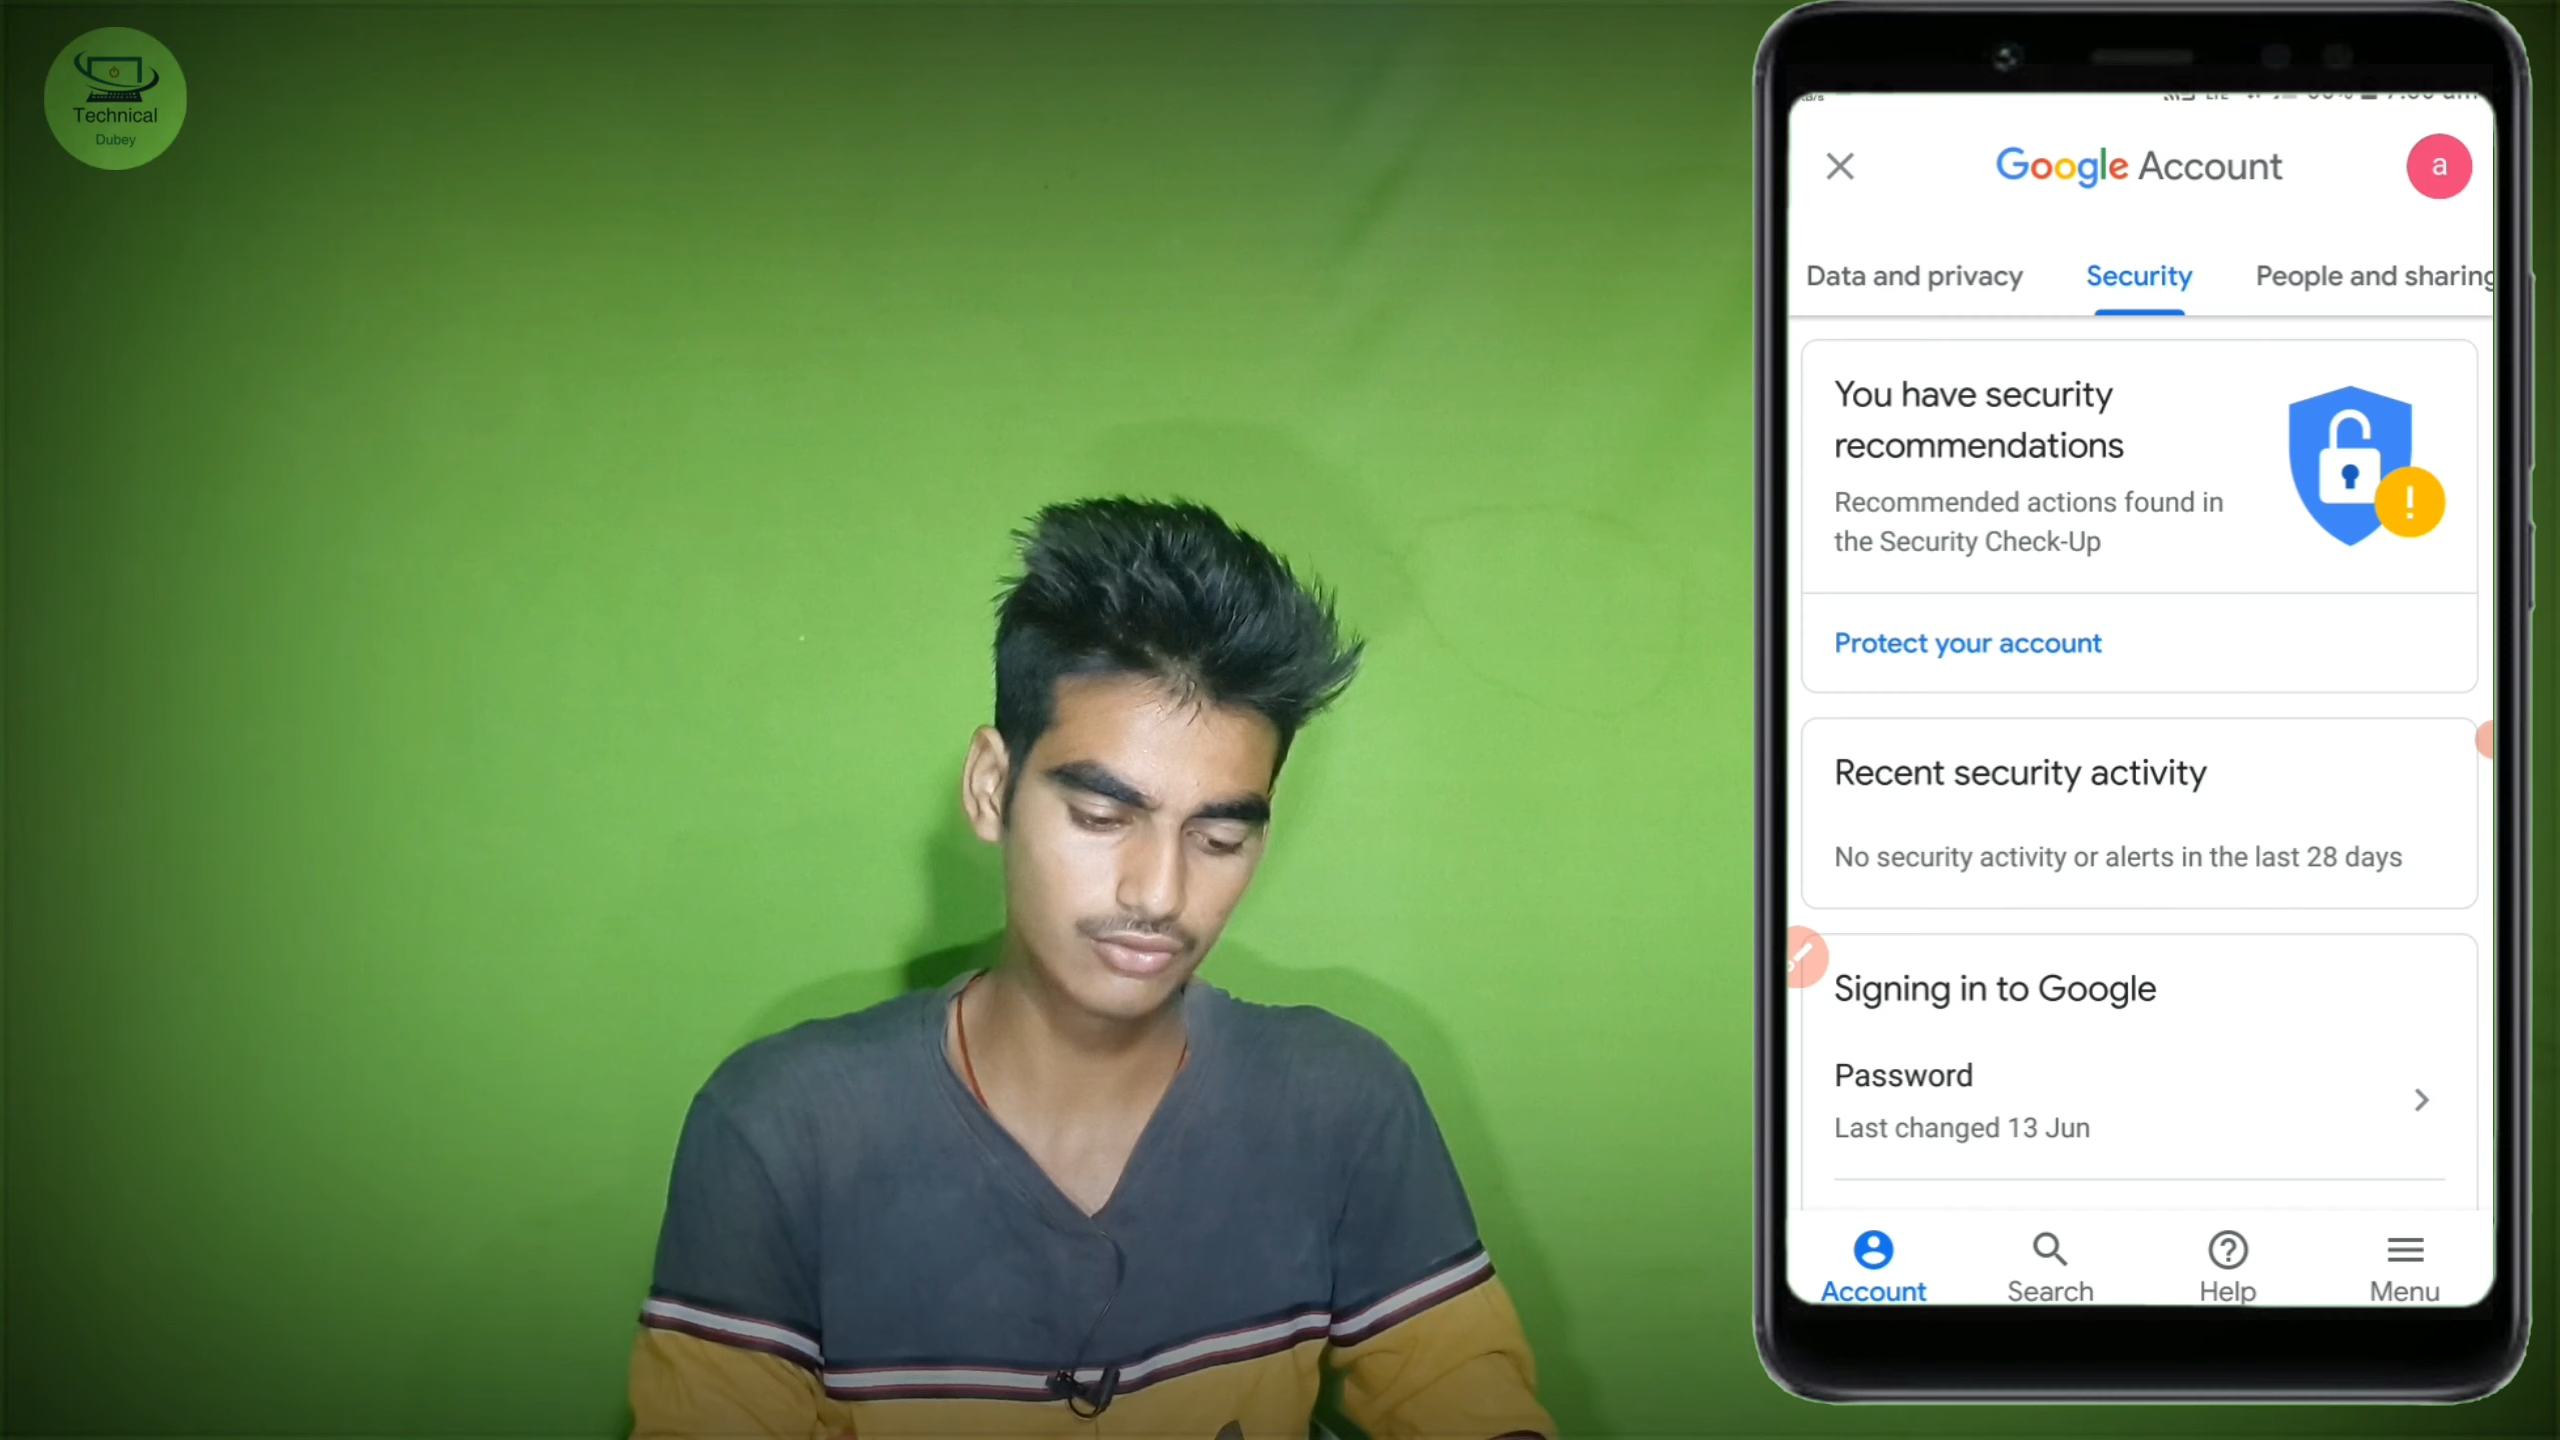 Technical
Dubey
Google Account
a
Data and privacy
Security
People and sharing
You have security
recommendations
Recommended actions found in
the Security Check-Up
Protect your account
Recent security activity
No security activity or alerts in the last 28 days
Signing in to Google
Password
Last changed 13 Jun
Account
Search
Help
Menu